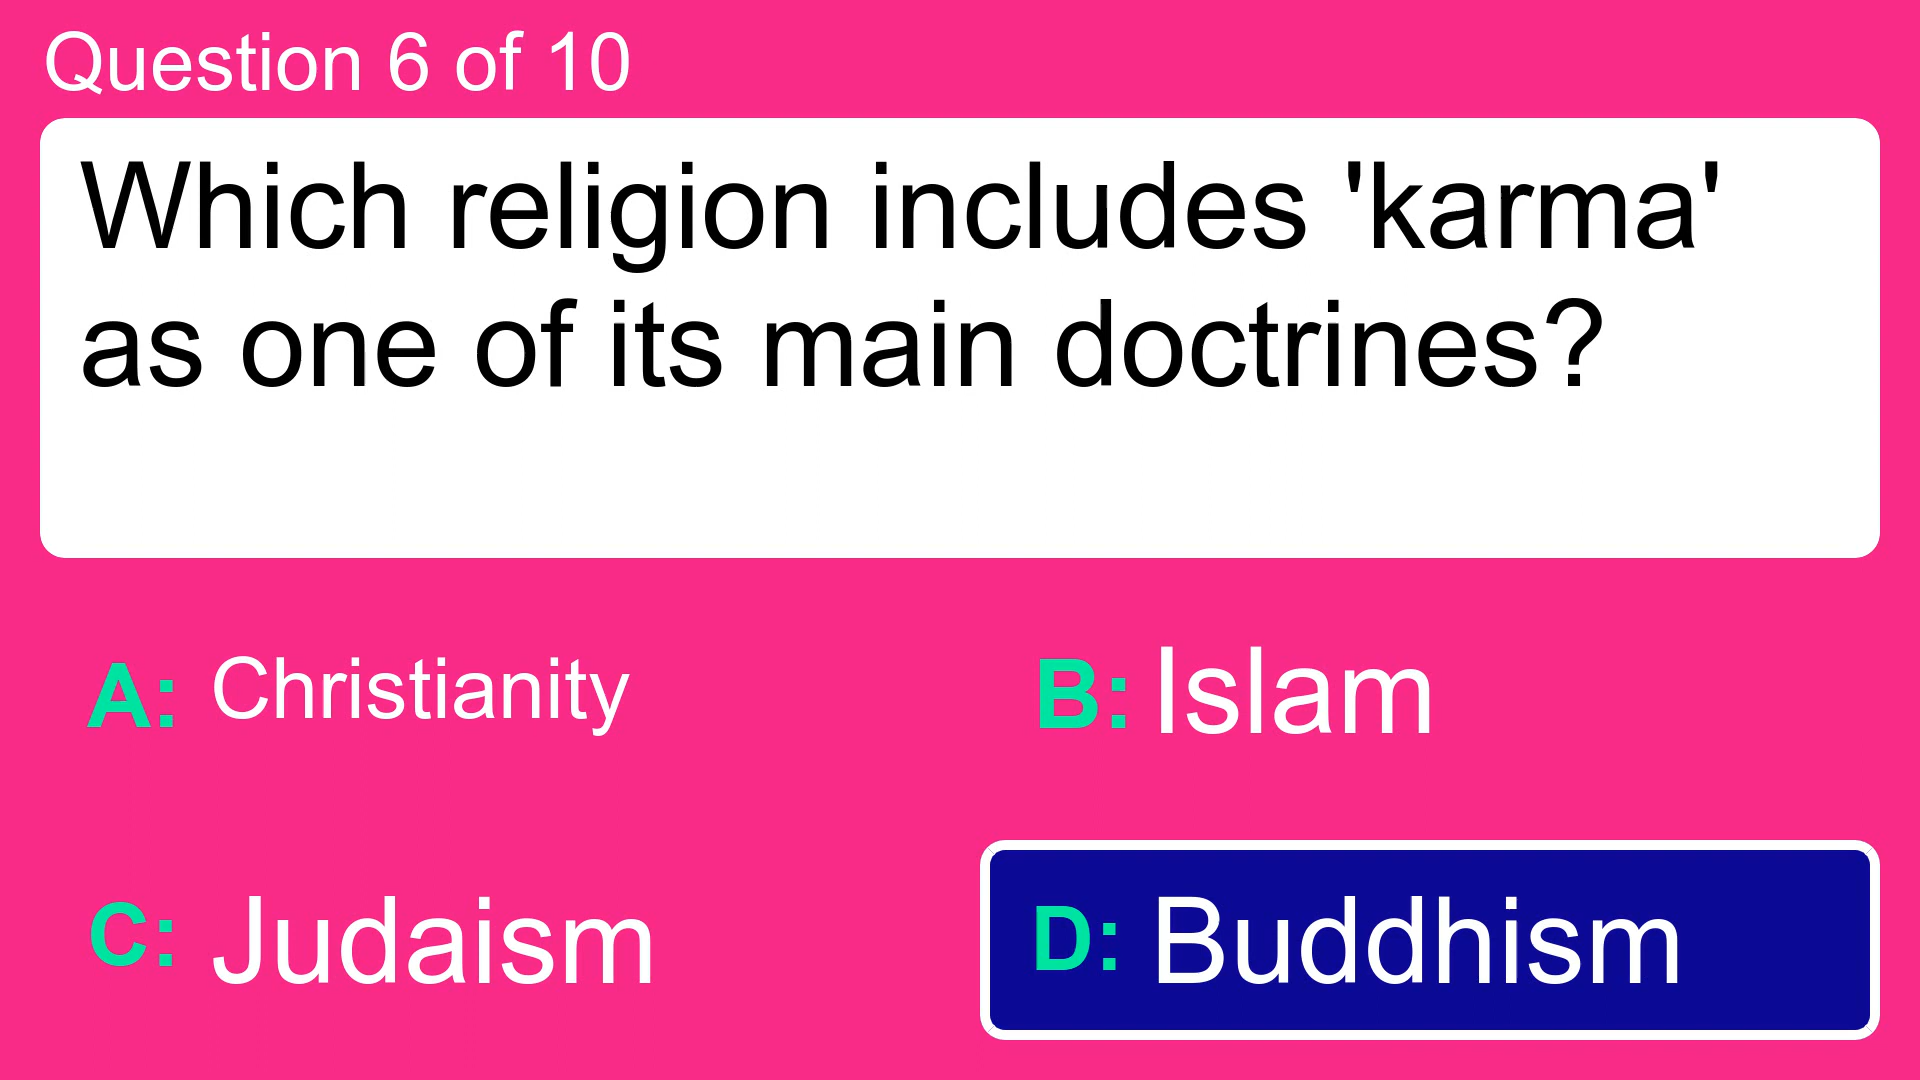 Question 6 of 10
Which religion includes 'karma'
as one of its main doctrines?
A: Christianity
B: Islam
C: Judaism
D: Buddhism